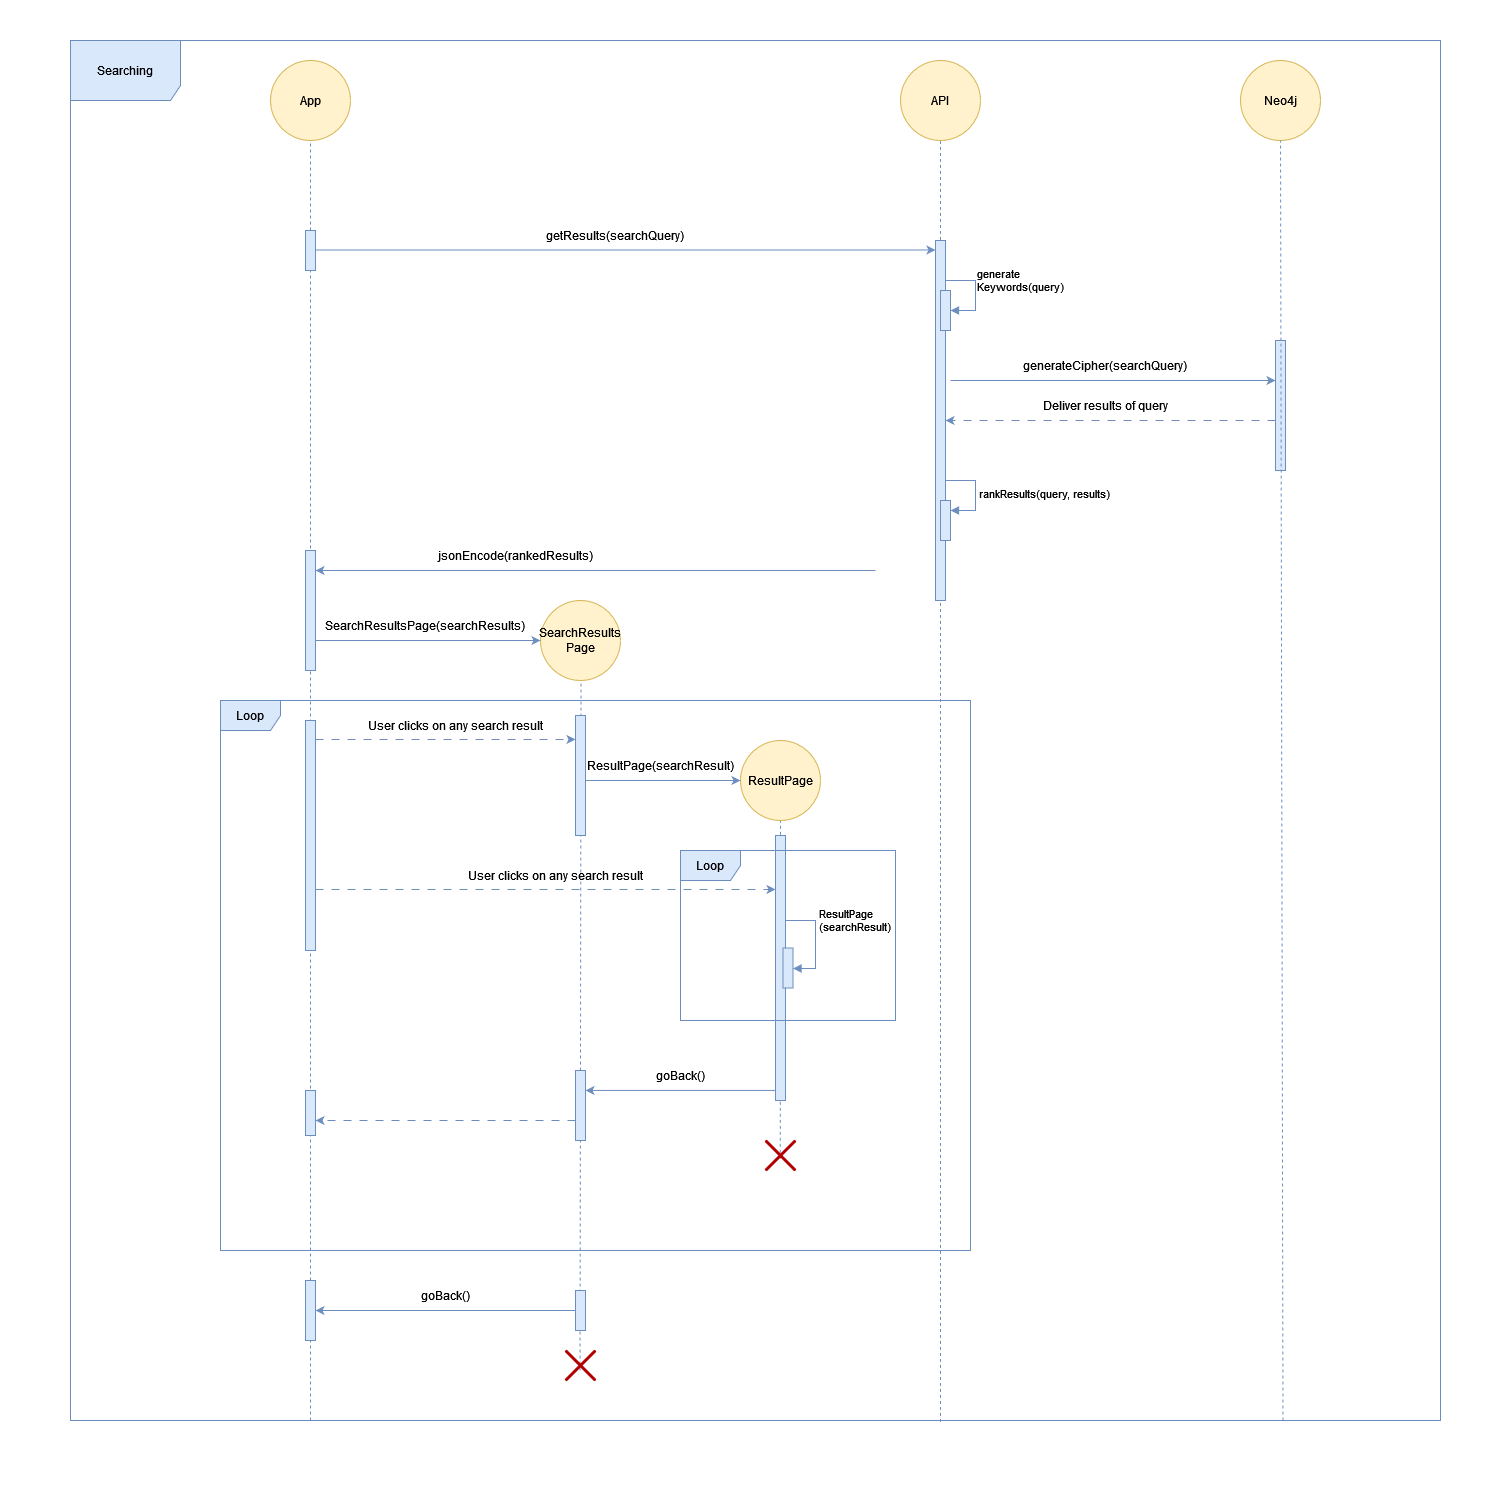 Searching
App
API
Neo4j
getResults(searchQuery)
generate
Keywords(query)
generateCipher(searchQuery)
Deliver results of query
rankResults(query, results)
jsonEncode(rankedResults)
SearchResultsPage(searchResults)
SearchResults
Page
Loop
User clicks on any search result
ResultPage(searchResult)
ResultPage
Loop
User clicks on any search result
ResultPage
(searchResult)
goBack()
goBack()